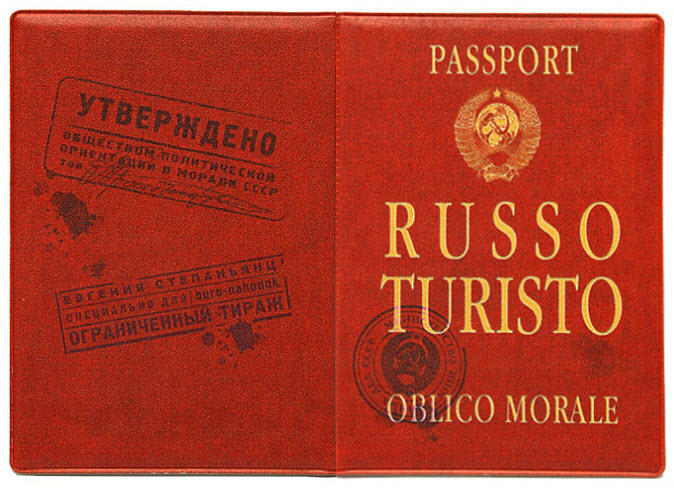 УТВЕРЖДЕНО
ОБЩЕСТВОМ ПОЛИТИЧЕСКОЙ
ОРИЕНТАЦИИ И МОРАЛИ СССР
ТОВ
ЕВГЕНИЯ СТЕПАНЬЯНЦ
СПЕЦИАЛЬНО ДЛЯ buro-nahodok
ОГРАНИЧЕННЫЙ ТИРАЖ
PASSPORT
RUSSO
TURISTO
OBLICO MORALE